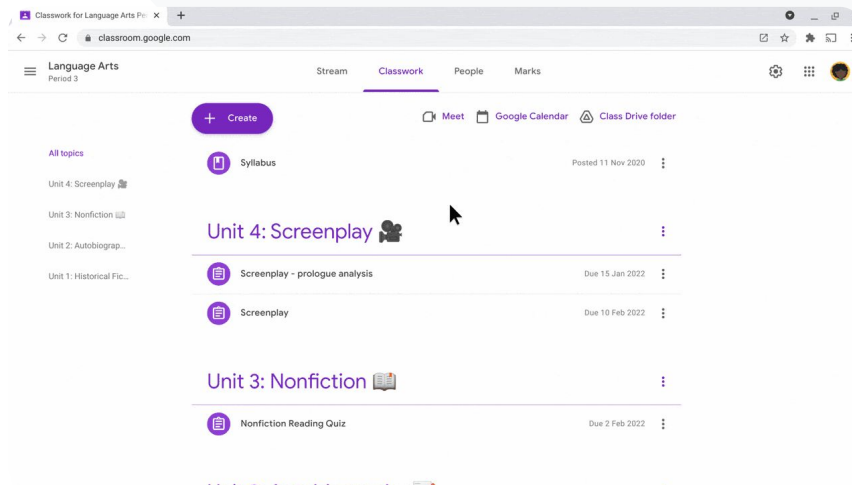 Classwork for Language Arts Pe
classroom.google.com
Language Arts
Period 3
Stream
Classwork
People
Marks
Create
Meet
Google Calendar
Class Drive folder
All topics
Unit 4: Screenplay 🎥
Unit 3: Nonfiction 📖
Unit 2: Autobiograp...
Unit 1: Historical Fic...
Syllabus
Posted 11 Nov 2020
Unit 4: Screenplay 🎥
Screenplay - prologue analysis
Due 15 Jan 2022
Screenplay
Due 10 Feb 2022
Unit 3: Nonfiction 📖
Nonfiction Reading Quiz
Due 2 Feb 2022